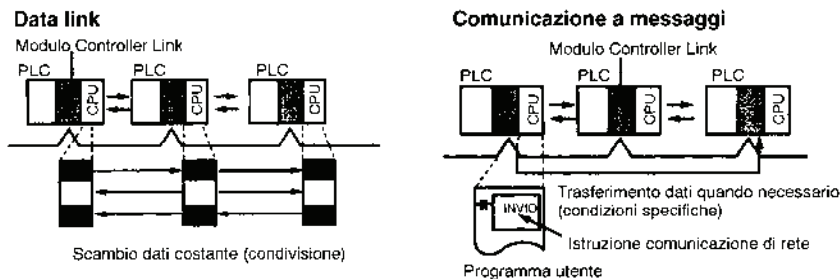 Data link
Modulo Controller Link
PLC
PLC
PLC
CPU
CPU
CPU
Scambio dati costante (condivisione)
Comunicazione a messaggi
Modulo Controller Link
PLC
PLC
PLC
CPU
CPU
CPU
INVIO
Trasferimento dati quando necessario
(condizioni specifiche)
Istruzione comunicazione di rete
Programma utente